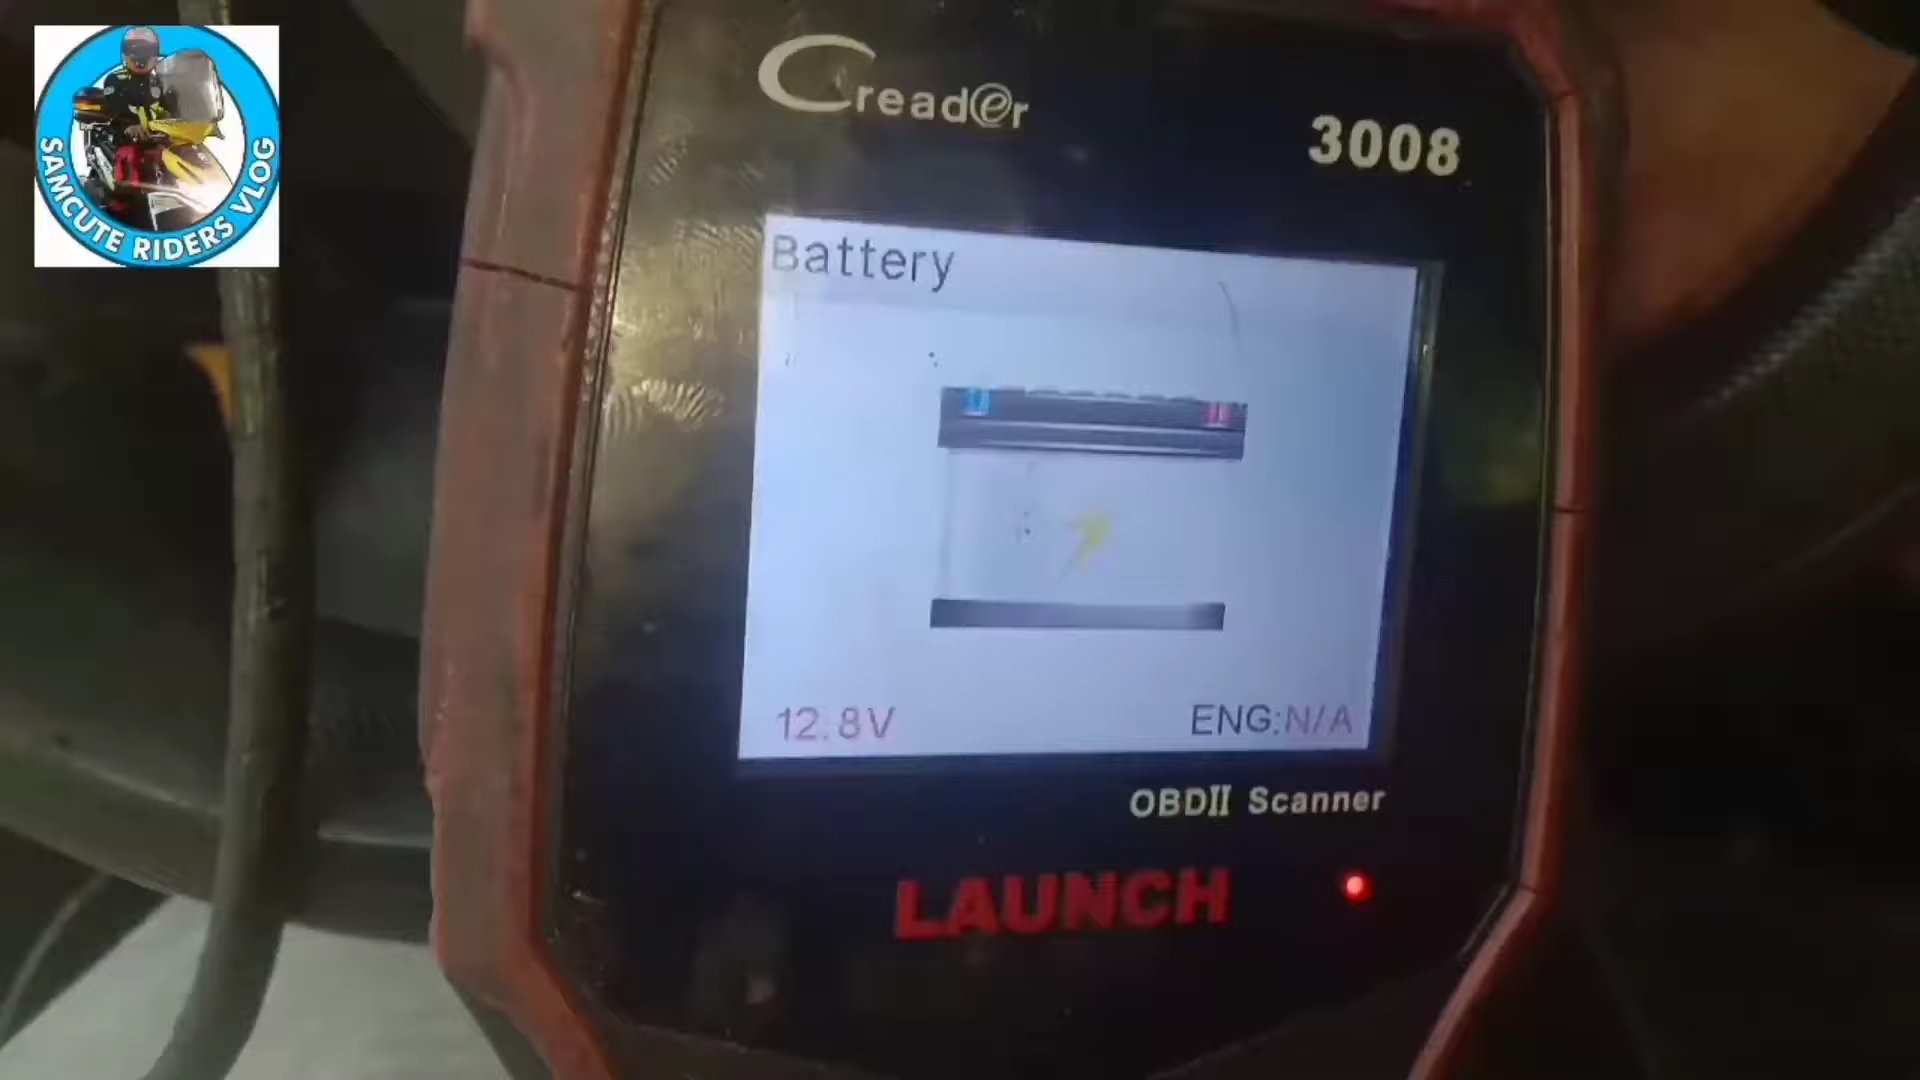 SAMCUTE RIDERS VLOG
Creader
3008
Battery
12.8V
ENG:N/A
OBDII Scanner
LAUNCH